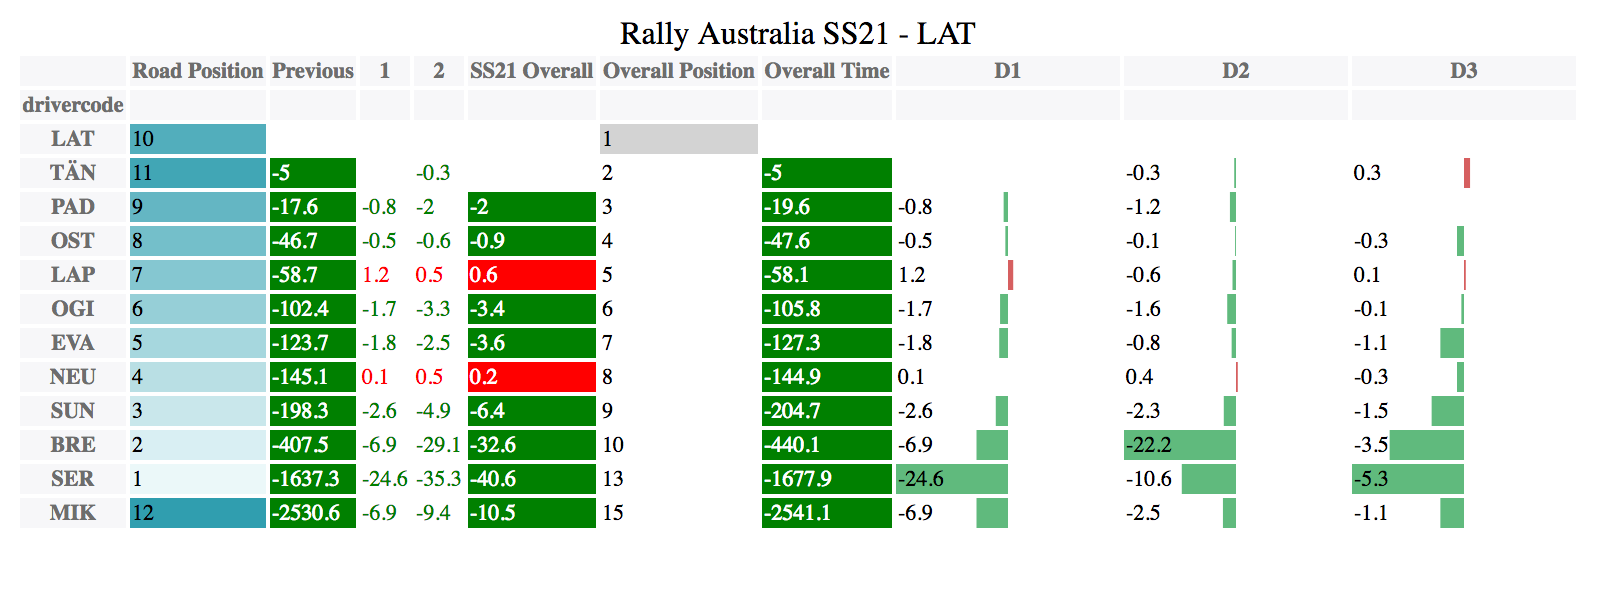 Rally Australia SS21 - LAT
Road Position Previous 1 2 SS21 Overall Overall Position Overall Time D1 D2 D3
drivercode
LAT 10 1
TÄN 11 -5 -0.3 2 -5 -0.3 0.3
PAD 9 -17.6 -0.8 -2 -2 3 -19.6 -0.8 -1.2
OST 8 -46.7 -0.5 -0.6 -0.9 4 -47.6 -0.5 -0.1 -0.3
LAP 7 -58.7 1.2 0.5 0.6 5 -58.1 1.2 -0.6 0.1
OGI 6 -102.4 -1.7 -3.3 -3.4 6 -105.8 -1.7 -1.6 -0.1
EVA 5 -123.7 -1.8 -2.5 -3.6 7 -127.3 -1.8 -0.8 -1.1
NEU 4 -145.1 0.1 0.5 0.2 8 -144.9 0.1 0.4 -0.3
SUN 3 -198.3 -2.6 -4.9 -6.4 9 -204.7 -2.6 -2.3 -1.5
BRE 2 -407.5 -6.9 -29.1 -32.6 10 -440.1 -6.9 -22.2 -3.5
SER 1 -1637.3 -24.6 -35.3 -40.6 13 -1677.9 -24.6 -10.6 -5.3
MIK 12 -2530.6 -6.9 -9.4 -10.5 15 -2541.1 -6.9 -2.5 -1.1